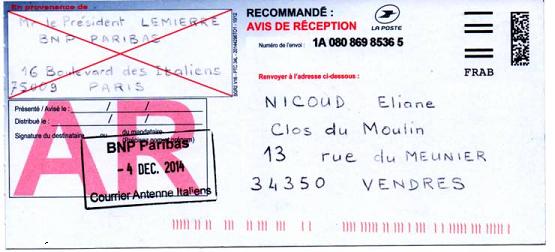 En provenance de
Mr le Président LEMIERRE
BNP PARIBAS
16 Boulevard des Italiens
75009 PARIS
RECOMMANDÉ :
AVIS DE RÉCEPTION
LA POSTE
Numéro de l'envoi : 1A 080 869 8536 5
FRAB
Renvoyer à l'adresse ci-dessous :
NICOUD Eliane
Clos du Moulin
13 rue du MEUNIER
34350 VENDRES
AR
Présenté / Avisé le : / /
Distribué le : / /
Signature du destinataire ou du mandataire
BNP Paribas
- 4 DEC. 2014
Courrier Antenne Italiens